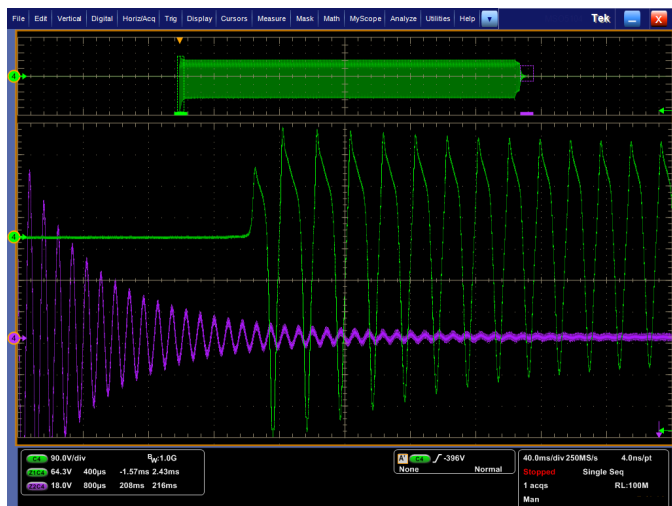 File Edit Vertical Digital Horiz/Acq Trig Display Cursors Measure Mask Math MyScope Analyze Utilities Help Tek X
4
4
4
C4 90.0V/div BW:1.0G
Z1C4 64.3V 400µs -1.57ms 2.43ms
Z2C4 18.0V 800µs 208ms 216ms
A' C4 -396V
None Normal
40.0ms/div 250MS/s 4.0ns/pt
Stopped Single Seq
1 acqs RL:100M
Man